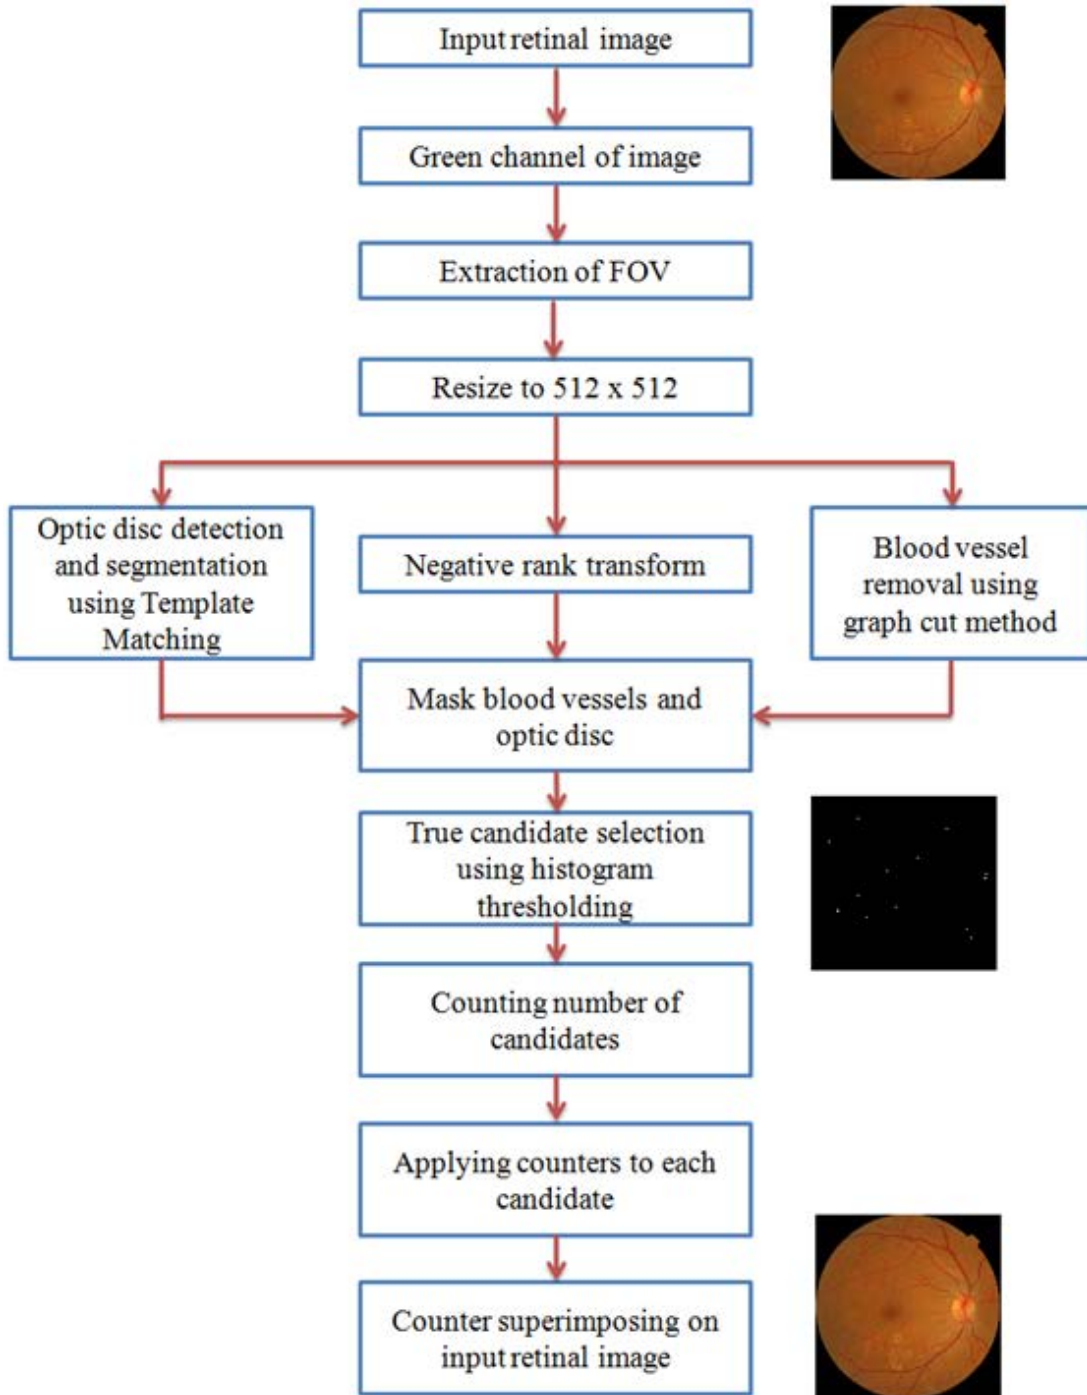 Input retinal image
Green channel of image
Extraction of FOV
Resize to 512 x 512
Optic disc detection
and segmentation
using Template
Matching
Negative rank transform
Blood vessel
removal using
graph cut method
Mask blood vessels and
optic disc
True candidate selection
using histogram
thresholding
Counting number of
candidates
Applying counters to each
candidate
Counter superimposing on
input retinal image